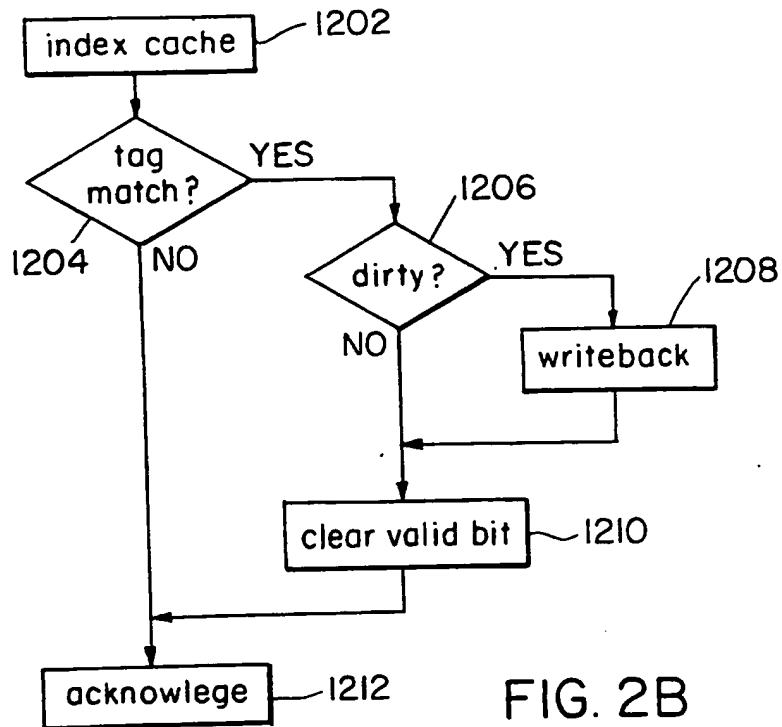 1202
index cache
tag
match?
YES
1204
NO
1206
dirty?
YES
1208
NO
writeback
clear valid bit
1210
acknowlege
1212
FIG. 2B